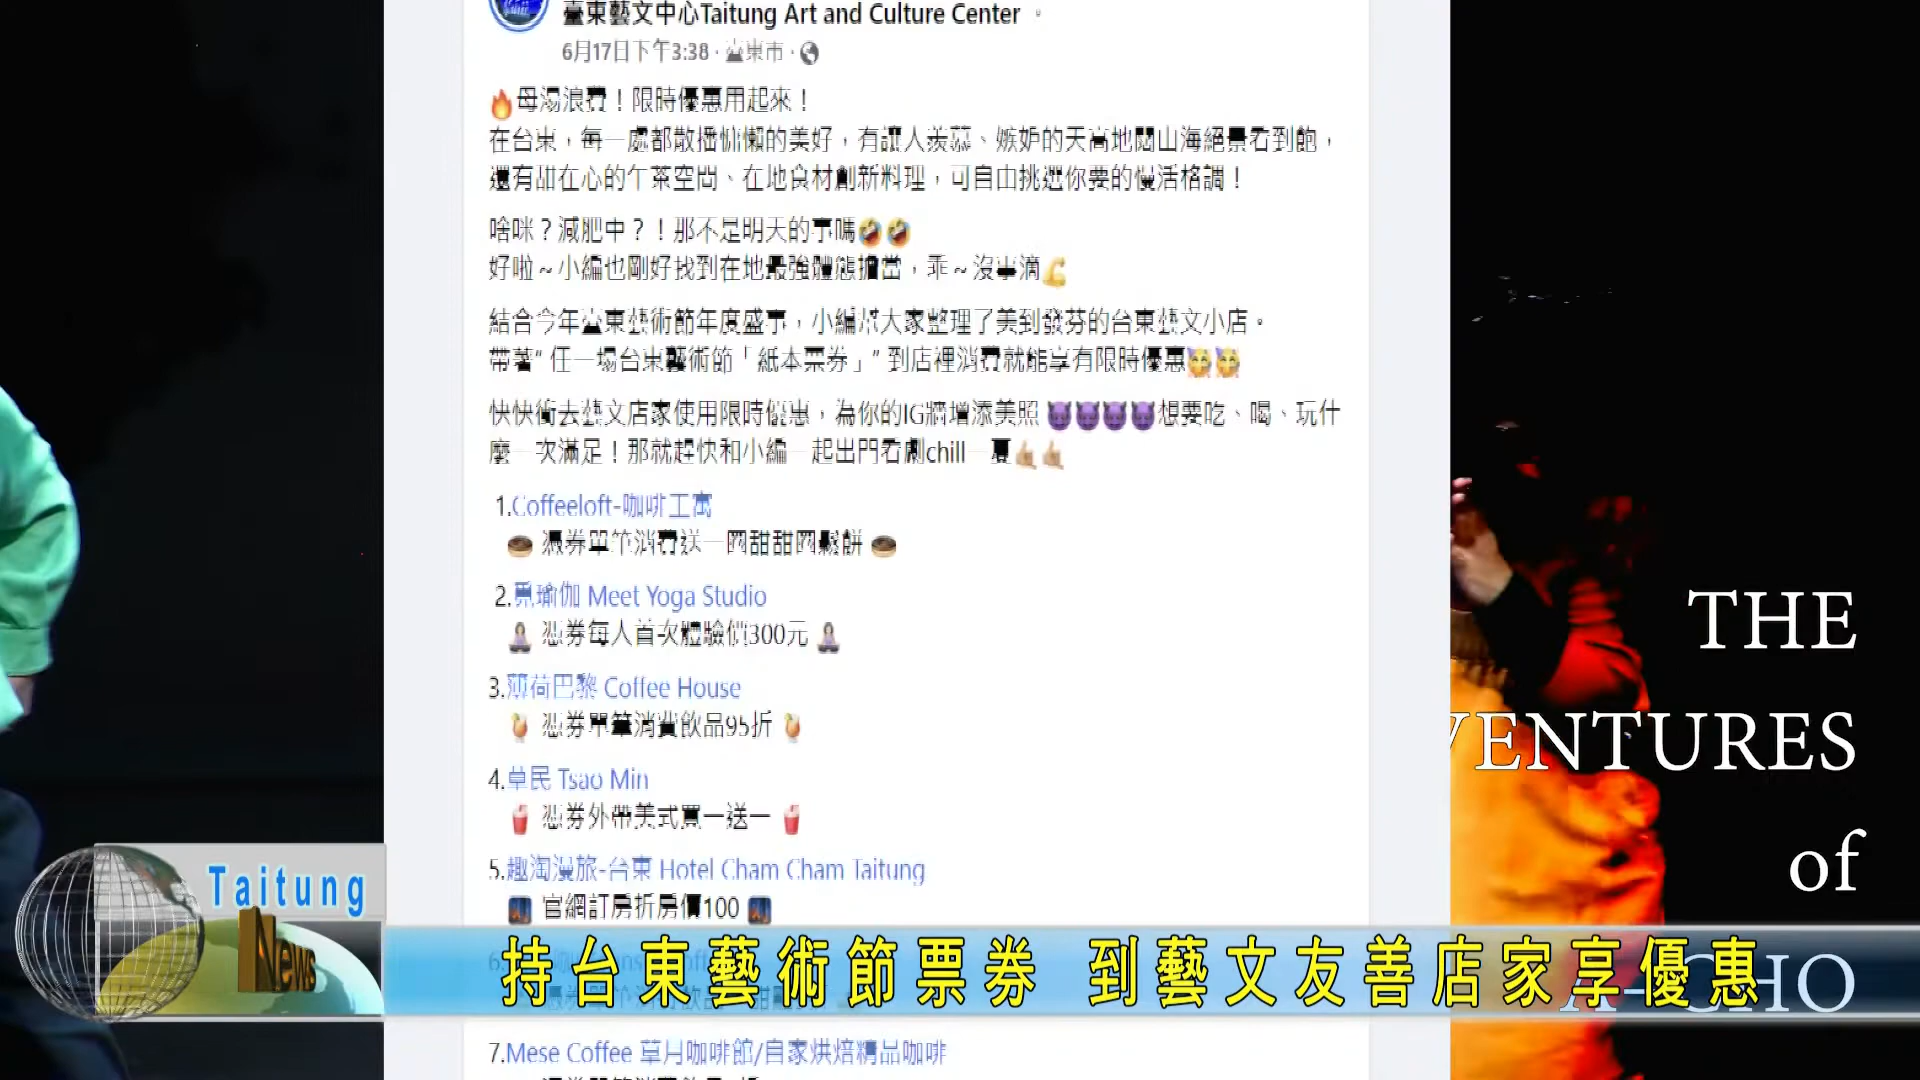 臺東藝文中心Taitung Art and Culture Center 。
6月17日下午3:38 · 臺東市 ·
母湯浪費！限時優惠用起來！
在台東，每一處都散播慵懶的美好，有讓人羨慕、嫉妒的天高地闊山海絕景看到飽，
還有甜在心的午茶空間、在地食材創新料理，可自由挑選你要的慢活格調！
啥咪？減肥中？！那不是明天的事嗎
好啦～小編也剛好找到在地最強體態擔當，乖～沒事滴
結合今年臺東藝術節年度盛事，小編幫大家整理了美到發芬的台東藝文小店。
帶著“ 任一場台東藝術節「紙本票券」” 到店裡消費就能享有限時優惠
快快衝去藝文店家使用限時優惠，為你的IG牆增添美照 想要吃、喝、玩什
麼一次滿足！那就趕快和小編一起出門看劇chill一夏
1.Coffeeloft-咖啡工寓
憑券單筆消費送一份甜甜圈鬆餅
2.覓瑜伽 Meet Yoga Studio
憑券每人首次體驗價300元
3.薄荷巴黎 Coffee House
憑券單筆消費飲品95折
4.草民 Tsao Min
憑券外帶美式買一送一
5.趣淘漫旅-台東 Hotel Cham Cham Taitung
官網訂房折房價100
7.Mese Coffee 草月咖啡館/自家烘焙精品咖啡
THE
VENTURES
of
A-CHO
Taitung
News
持台東藝術節票券 到藝文友善店家享優惠